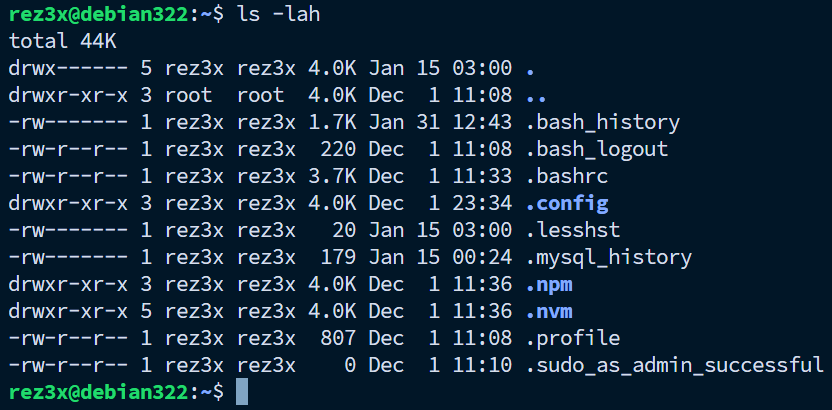 rez3x@debian322:~$ ls -lah
total 44K
drwx------ 5 rez3x rez3x 4.0K Jan 15 03:00 .
drwxr-xr-x 3 root  root  4.0K Dec  1 11:08 ..
-rw------- 1 rez3x rez3x 1.7K Jan 31 12:43 .bash_history
-rw-r--r-- 1 rez3x rez3x  220 Dec  1 11:08 .bash_logout
-rw-r--r-- 1 rez3x rez3x 3.7K Dec  1 11:33 .bashrc
drwxr-xr-x 3 rez3x rez3x 4.0K Dec  1 23:34 .config
-rw------- 1 rez3x rez3x   20 Jan 15 03:00 .lesshst
-rw------- 1 rez3x rez3x  179 Jan 15 00:24 .mysql_history
drwxr-xr-x 3 rez3x rez3x 4.0K Dec  1 11:36 .npm
drwxr-xr-x 5 rez3x rez3x 4.0K Dec  1 11:36 .nvm
-rw-r--r-- 1 rez3x rez3x  807 Dec  1 11:08 .profile
-rw-r--r-- 1 rez3x rez3x    0 Dec  1 11:10 .sudo_as_admin_successful
rez3x@debian322:~$